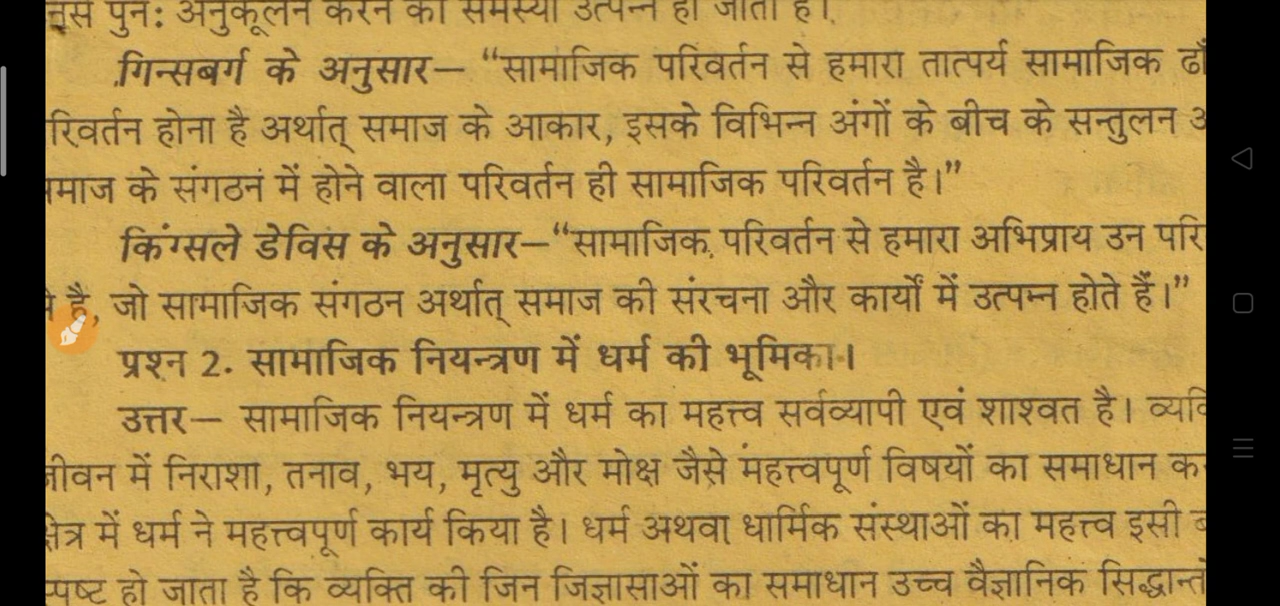 पुन: अनुकूलन करने की समस्या उत्पन्न हो जाती है।
गिन्सबर्ग के अनुसार— “सामाजिक परिवर्तन से हमारा तात्पर्य सामाजिक
रिवर्तन होना है अर्थात् समाज के आकार, इसके विभिन्न अंगों के बीच के सन्तुलन
माज के संगठन में होने वाला परिवर्तन ही सामाजिक परिवर्तन है।”
किंग्सले डेविस के अनुसार—“सामाजिक परिवर्तन से हमारा अभिप्राय उन परि
है, जो सामाजिक संगठन अर्थात् समाज की संरचना और कार्यों में उत्पन्न होते हैं।”
प्रश्न 2. सामाजिक नियन्त्रण में धर्म की भूमिका।
उत्तर— सामाजिक नियन्त्रण में धर्म का महत्त्व सर्वव्यापी एवं शाश्वत है। व्यक्ति
जीवन में निराशा, तनाव, भय, मृत्यु और मोक्ष जैसे महत्त्वपूर्ण विषयों का समाधान
क्षेत्र में धर्म ने महत्त्वपूर्ण कार्य किया है। धर्म अथवा धार्मिक संस्थाओं का महत्त्व इसी
स्पष्ट हो जाता है कि व्यक्ति की जिन जिज्ञासाओं का समाधान उच्च वैज्ञानिक सिद्धान्त